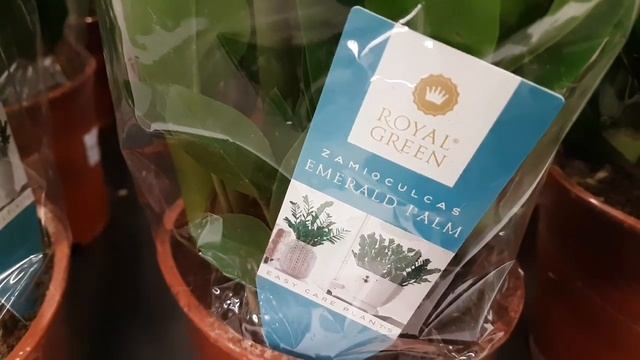 ROYAL®
GREEN
ZAMIOCULCAS
EMERALD PALM
EASY CARE PLANTS